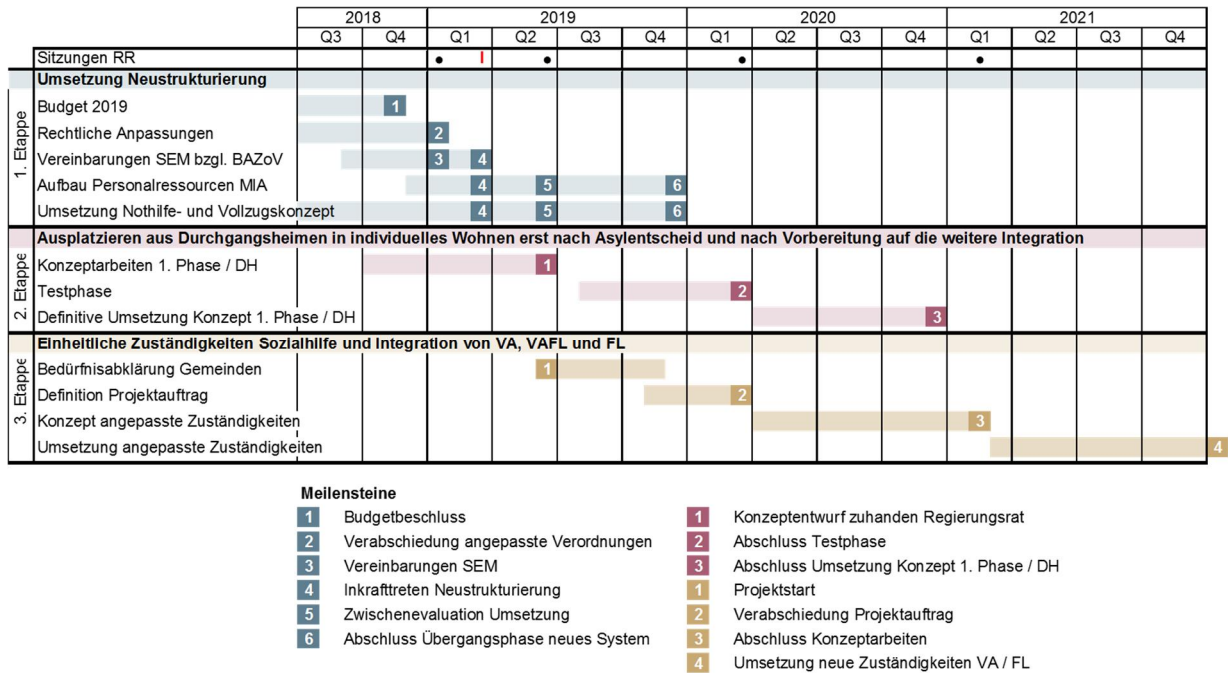 2018 2019 2020 2021
Q3 Q4 Q1 Q2 Q3 Q4 Q1 Q2 Q3 Q4 Q1 Q2 Q3 Q4
Sitzungen RR
1. Etappe
Umsetzung Neustrukturierung
Budget 2019 1
Rechtliche Anpassungen 2
Vereinbarungen SEM bzgl. BAZoV 3 4
Aufbau Personalressourcen MIA 4 5 6
Umsetzung Nothilfe- und Vollzugskonzept 4 5 6
2. Etappe
Ausplatzieren aus Durchgangsheimen in individuelles Wohnen erst nach Asylentscheid und nach Vorbereitung auf die weitere Integration
Konzeptarbeiten 1. Phase / DH 1
Testphase 2
Definitive Umsetzung Konzept 1. Phase / DH 3
3. Etappe
Einheitliche Zuständigkeiten Sozialhilfe und Integration von VA, VAFL und FL
Bedürfnisabklärung Gemeinden 1
Definition Projektauftrag 2
Konzept angepasste Zuständigkeiten 3
Umsetzung angepasste Zuständigkeiten 4
Meilensteine
1 Budgetbeschluss
2 Verabschiedung angepasste Verordnungen
3 Vereinbarungen SEM
4 Inkrafttreten Neustrukturierung
5 Zwischenevaluation Umsetzung
6 Abschluss Übergangsphase neues System
1 Konzeptentwurf zuhanden Regierungsrat
2 Abschluss Testphase
3 Abschluss Umsetzung Konzept 1. Phase / DH
1 Projektstart
2 Verabschiedung Projektauftrag
3 Abschluss Konzeptarbeiten
4 Umsetzung neue Zuständigkeiten VA / FL